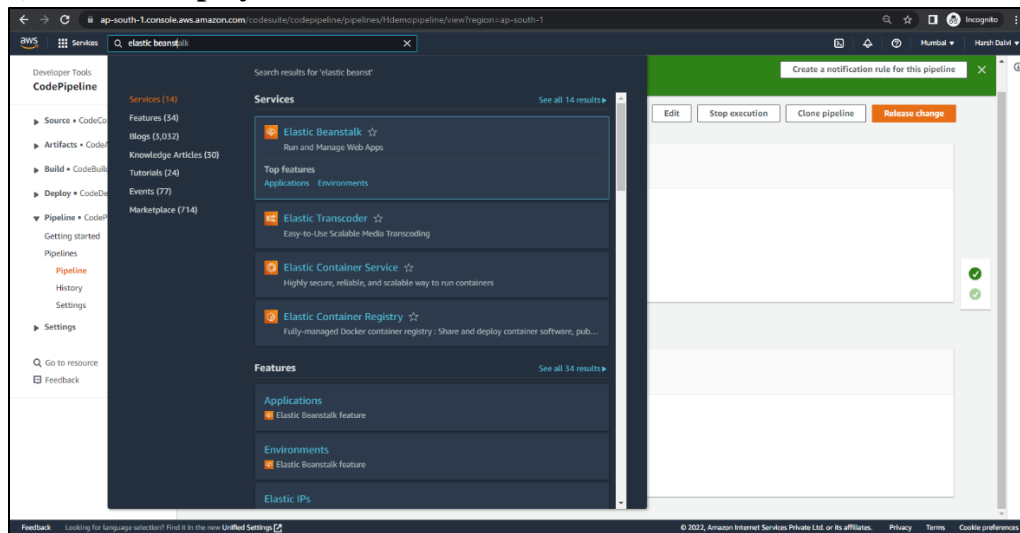 ap-south-1.console.aws.amazon.com/codesuite/codepipeline/pipelines/Hdemopipeline/view?region=ap-south-1
Incognito
aws Services elastic beanstalk Mumbai Harsh Dalvi
Developer Tools
CodePipeline
Source • CodeCo
Artifacts • CodeA
Build • CodeBuild
Deploy • CodeDe
Pipeline • CodeP
Getting started
Pipelines
Pipeline
History
Settings
Settings
Go to resource
Feedback
Search results for 'elastic beanst'
Services (14)
Features (34)
Blogs (3,032)
Knowledge Articles (30)
Tutorials (24)
Events (77)
Marketplace (714)
Services See all 14 results
Elastic Beanstalk
Run and Manage Web Apps
Top features
Applications Environments
Elastic Transcoder
Easy-to-Use Scalable Media Transcoding
Elastic Container Service
Highly secure, reliable, and scalable way to run containers
Elastic Container Registry
Fully-managed Docker container registry : Share and deploy container software, pub...
Features See all 34 results
Applications
Elastic Beanstalk feature
Environments
Elastic Beanstalk feature
Elastic IPs
Create a notification rule for this pipeline
Edit Stop execution Clone pipeline Release change
Feedback Looking for language selection? Find it in the new Unified Settings © 2022, Amazon Internet Services Private Ltd. or its affiliates. Privacy Terms Cookie preferences